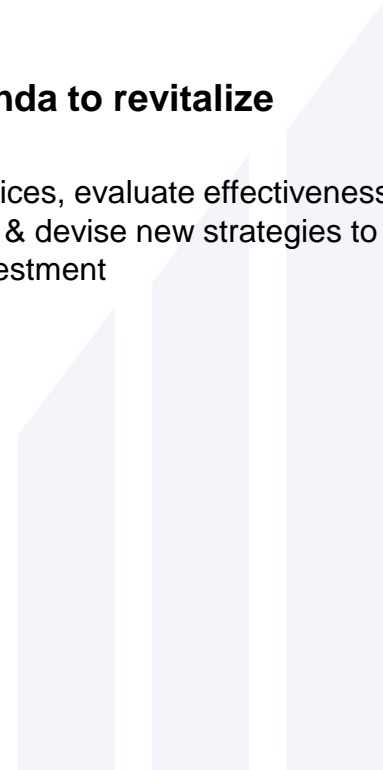 nda to revitalize
ices, evaluate effectiveness
& devise new strategies to
estment